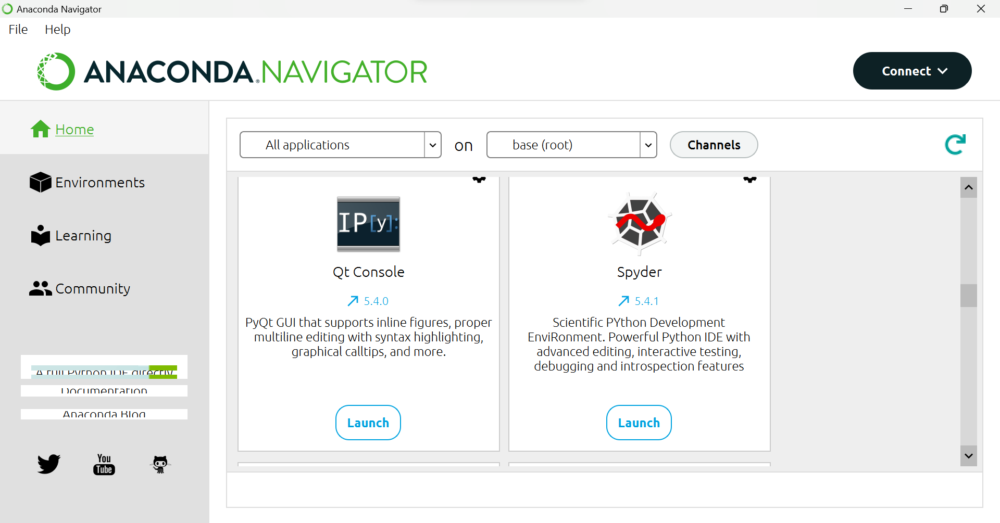 Anaconda Navigator
File Help
ANACONDA.NAVIGATOR
Connect
Home
Environments
Learning
Community
A full Python IDE directly
Documentation
Anaconda Blog
You
Tube
All applications on base (root) Channels
IP[y]:
Qt Console
5.4.0
PyQt GUI that supports inline figures, proper
multiline editing with syntax highlighting,
graphical calltips, and more.
Launch
Spyder
5.4.1
Scientific PYthon Development
EnviRonment. Powerful Python IDE with
advanced editing, interactive testing,
debugging and introspection features
Launch